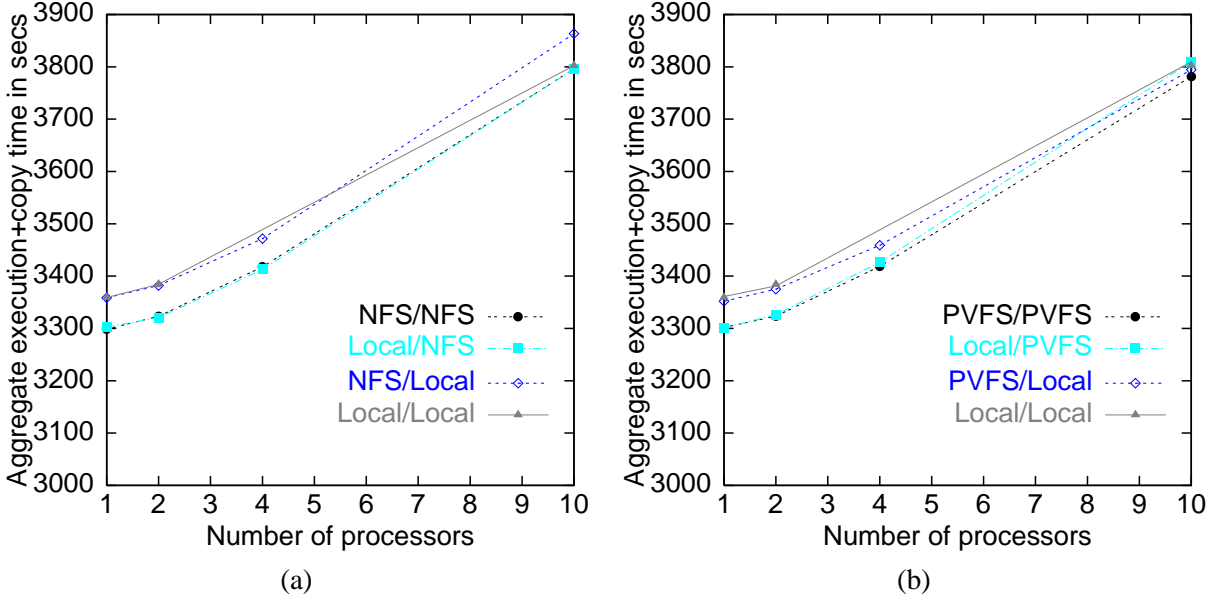 Aggregate execution+copy time in secs
3900
3800
3700
3600
3500
3400
3300
3200
3100
3000
NFS/NFS
Local/NFS
NFS/Local
Local/Local
1 2 3 4 5 6 7 8 9 10
Number of processors
(a)
Aggregate execution+copy time in secs
3900
3800
3700
3600
3500
3400
3300
3200
3100
3000
PVFS/PVFS
Local/PVFS
PVFS/Local
Local/Local
1 2 3 4 5 6 7 8 9 10
Number of processors
(b)